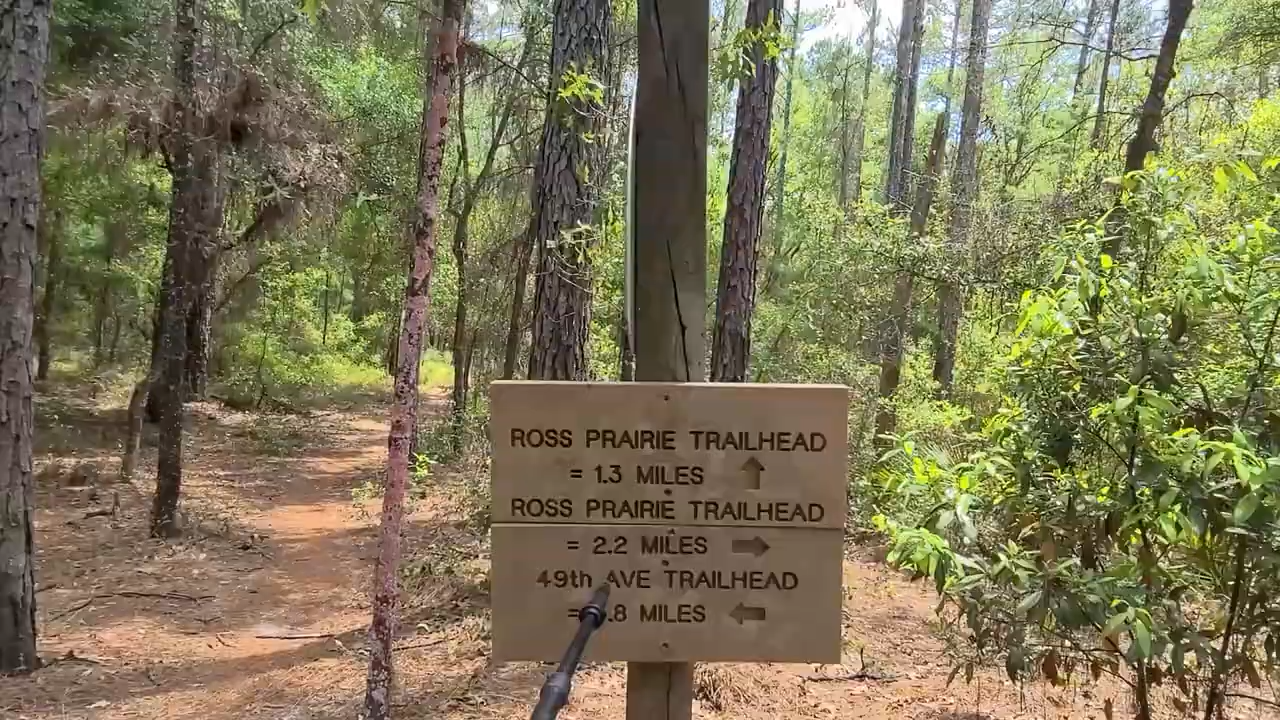 ROSS PRAIRIE TRAILHEAD
= 1.3 MILES ↑
ROSS PRAIRIE TRAILHEAD
= 2.2 MILES →
49th AVE TRAILHEAD
= .8 MILES ←